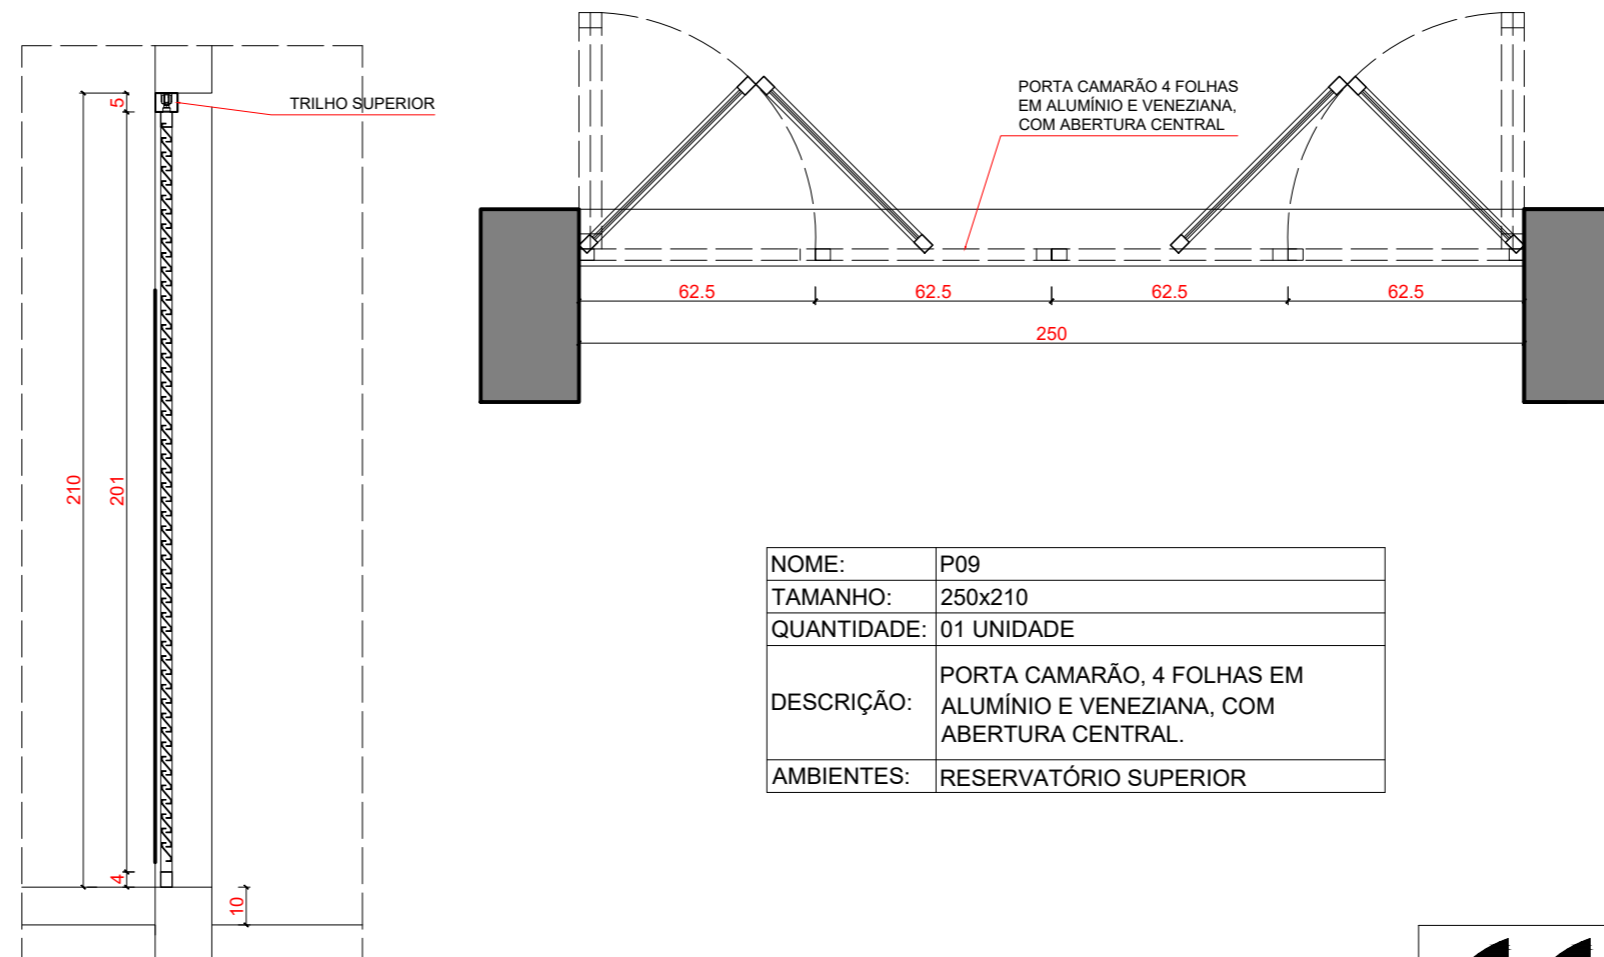 TRILHO SUPERIOR
5
210
201
4
10
PORTA CAMARÃO 4 FOLHAS
EM ALUMÍNIO E VENEZIANA,
COM ABERTURA CENTRAL
62.5 62.5 62.5 62.5
250
NOME: P09
TAMANHO: 250x210
QUANTIDADE: 01 UNIDADE
DESCRIÇÃO: PORTA CAMARÃO, 4 FOLHAS EM
ALUMÍNIO E VENEZIANA, COM
ABERTURA CENTRAL.
AMBIENTES: RESERVATÓRIO SUPERIOR